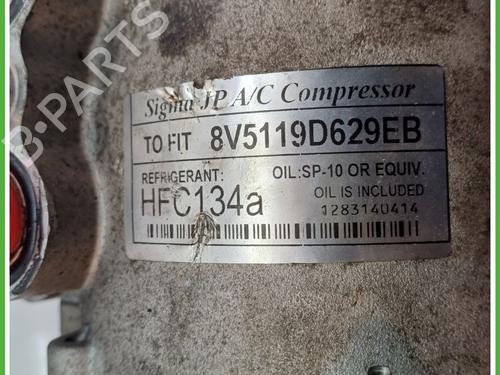 Sigma JP A/C Compressor
TO FIT 8V5119D629EB
REFRIGERANT: OIL:SP-10 OR EQUIV.
HFC134a OIL IS INCLUDED
1283140414
B-PARTS